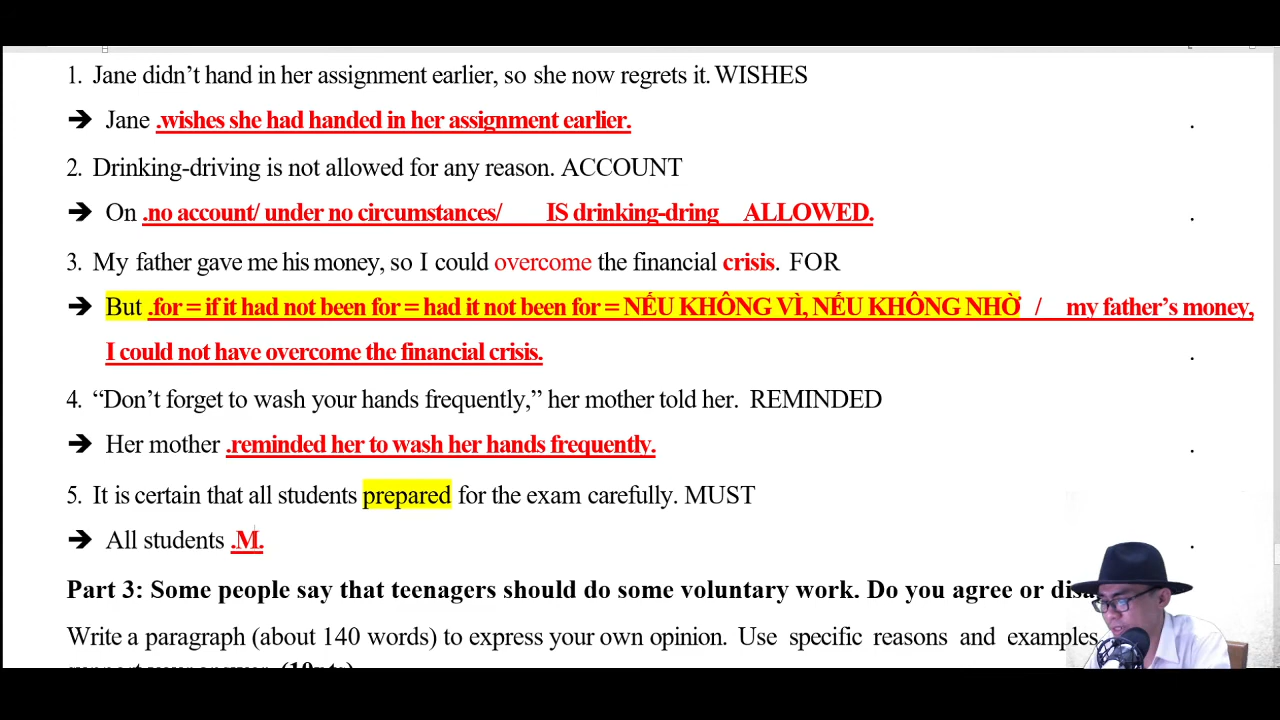 1. Jane didn’t hand in her assignment earlier, so she now regrets it. WISHES
➔ Jane .wishes she had handed in her assignment earlier. .
2. Drinking-driving is not allowed for any reason. ACCOUNT
➔ On .no account/ under no circumstances/ IS drinking-dring ALLOWED. .
3. My father gave me his money, so I could overcome the financial crisis. FOR
➔ But .for = if it had not been for = had it not been for = NẾU KHÔNG VÌ, NẾU KHÔNG NHỜ / my father’s money,
I could not have overcome the financial crisis. .
4. “Don’t forget to wash your hands frequently,” her mother told her. REMINDED
➔ Her mother .reminded her to wash her hands frequently. .
5. It is certain that all students prepared for the exam carefully. MUST
➔ All students .M. .
Part 3: Some people say that teenagers should do some voluntary work. Do you agree or
Write a paragraph (about 140 words) to express your own opinion. Use specific reasons and examples